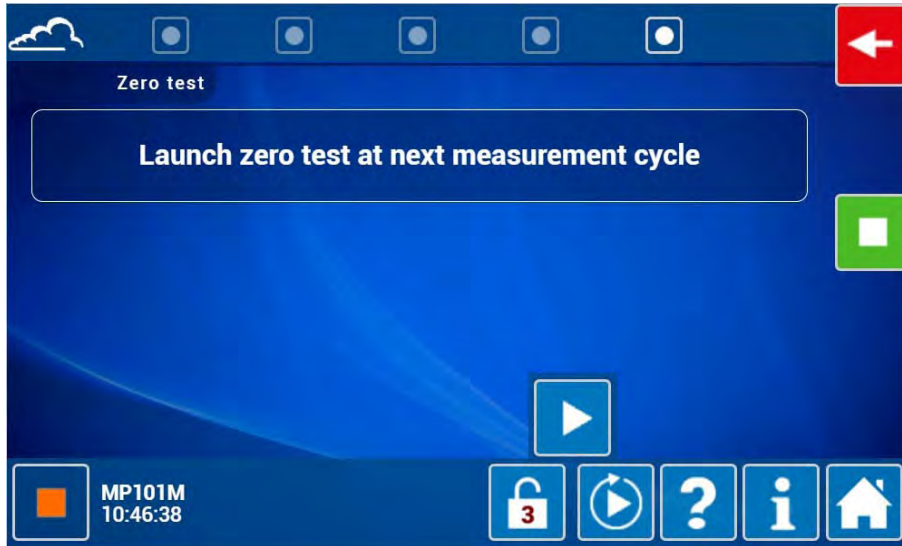 Zero test
Launch zero test at next measurement cycle
MP101M
10:46:38
3
?
i